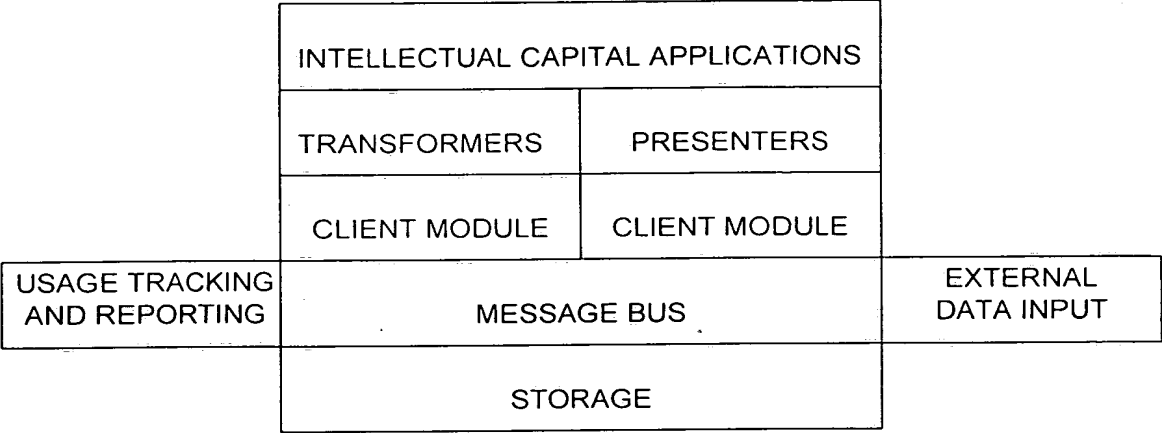 INTELLECTUAL CAPITAL APPLICATIONS
TRANSFORMERS
PRESENTERS
CLIENT MODULE
CLIENT MODULE
USAGE TRACKING
AND REPORTING
MESSAGE BUS
EXTERNAL
DATA INPUT
STORAGE